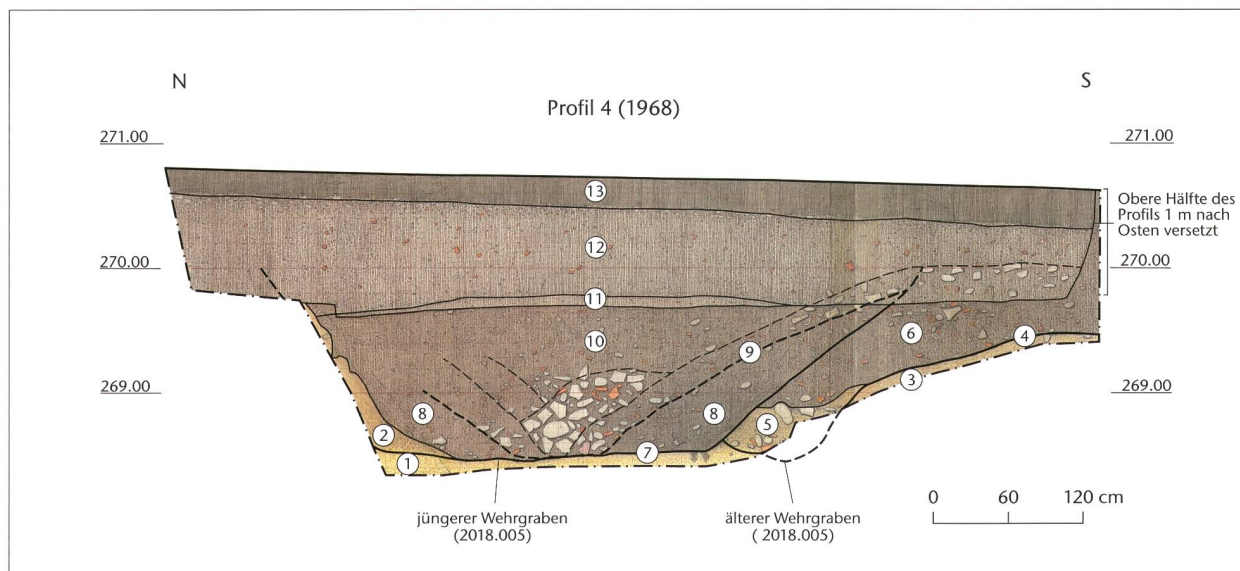 N
S
Profil 4 (1968)
271.00
271.00
13
Obere Hälfte des
Profils 1 m nach
Osten versetzt
12
270.00
270.00
11
10
9
6
4
3
269.00
269.00
8
8
5
2
1
7
0 60 120 cm
jüngerer Wehrgraben
(2018.005)
älterer Wehrgraben
( 2018.005)